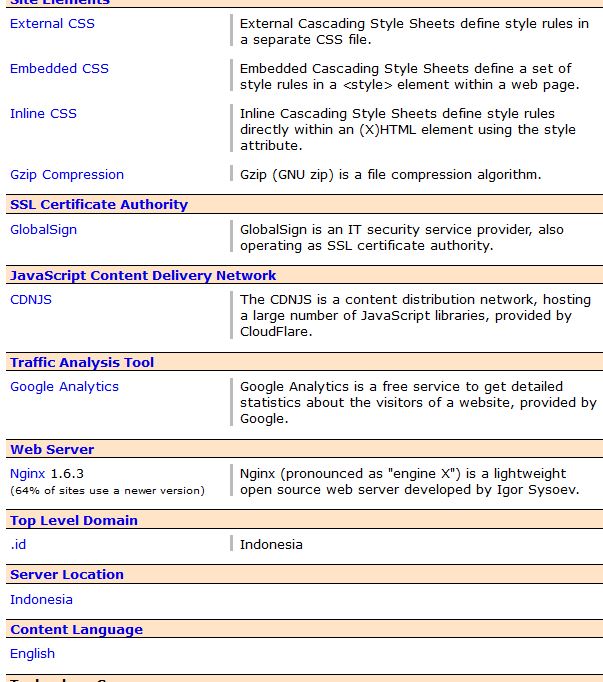 Site Elements
External CSS
External Cascading Style Sheets define style rules in
a separate CSS file.
Embedded CSS
Embedded Cascading Style Sheets define a set of
style rules in a <style> element within a web page.
Inline CSS
Inline Cascading Style Sheets define style rules
directly within an (X)HTML element using the style
attribute.
Gzip Compression
Gzip (GNU zip) is a file compression algorithm.
SSL Certificate Authority
GlobalSign
GlobalSign is an IT security service provider, also
operating as SSL certificate authority.
JavaScript Content Delivery Network
CDNJS
The CDNJS is a content distribution network, hosting
a large number of JavaScript libraries, provided by
CloudFlare.
Traffic Analysis Tool
Google Analytics
Google Analytics is a free service to get detailed
statistics about the visitors of a website, provided by
Google.
Web Server
Nginx 1.6.3
(64% of sites use a newer version)
Nginx (pronounced as "engine X") is a lightweight
open source web server developed by Igor Sysoev.
Top Level Domain
.id
Indonesia
Server Location
Indonesia
Content Language
English